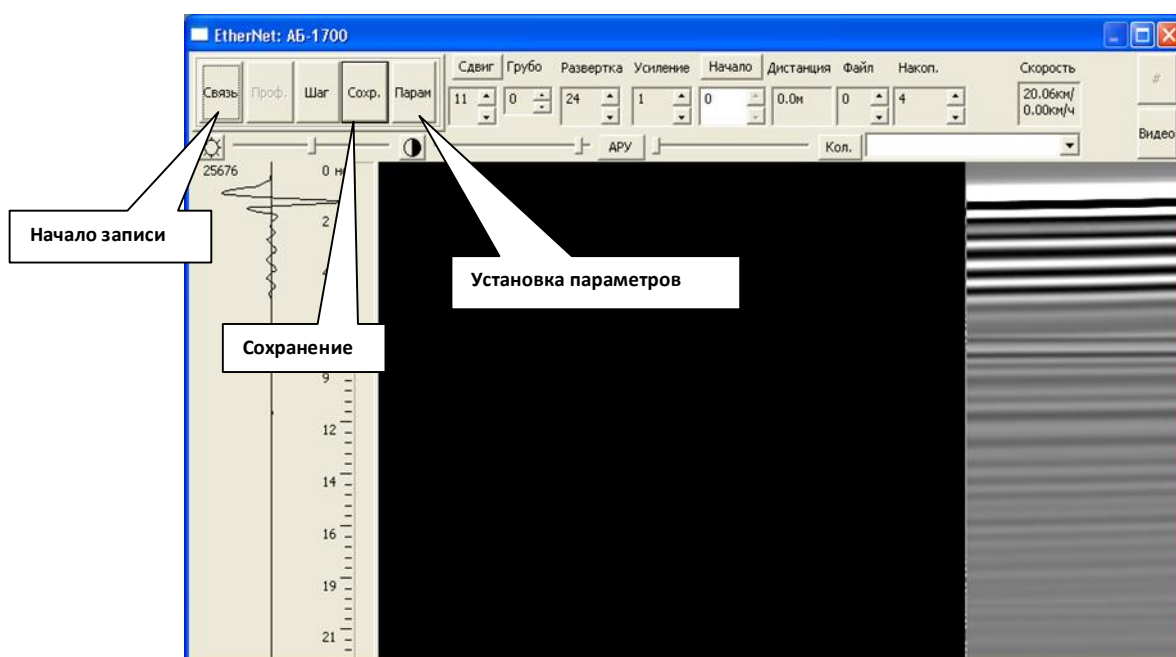 EtherNet: АБ-1700
Связь
Проф.
Шаг
Сохр.
Парам
Сдвиг Грубо Развертка Усиление Начало Дистанция Файл Накоп. Скорость
11 0 24 1 0 0.0м 0 4
20.06км/
0.00км/ч
#
Видео
АРУ
Кол.
25676
0 н
2
4
9
12
14
16
19
21
Начало записи
Установка параметров
Сохранение